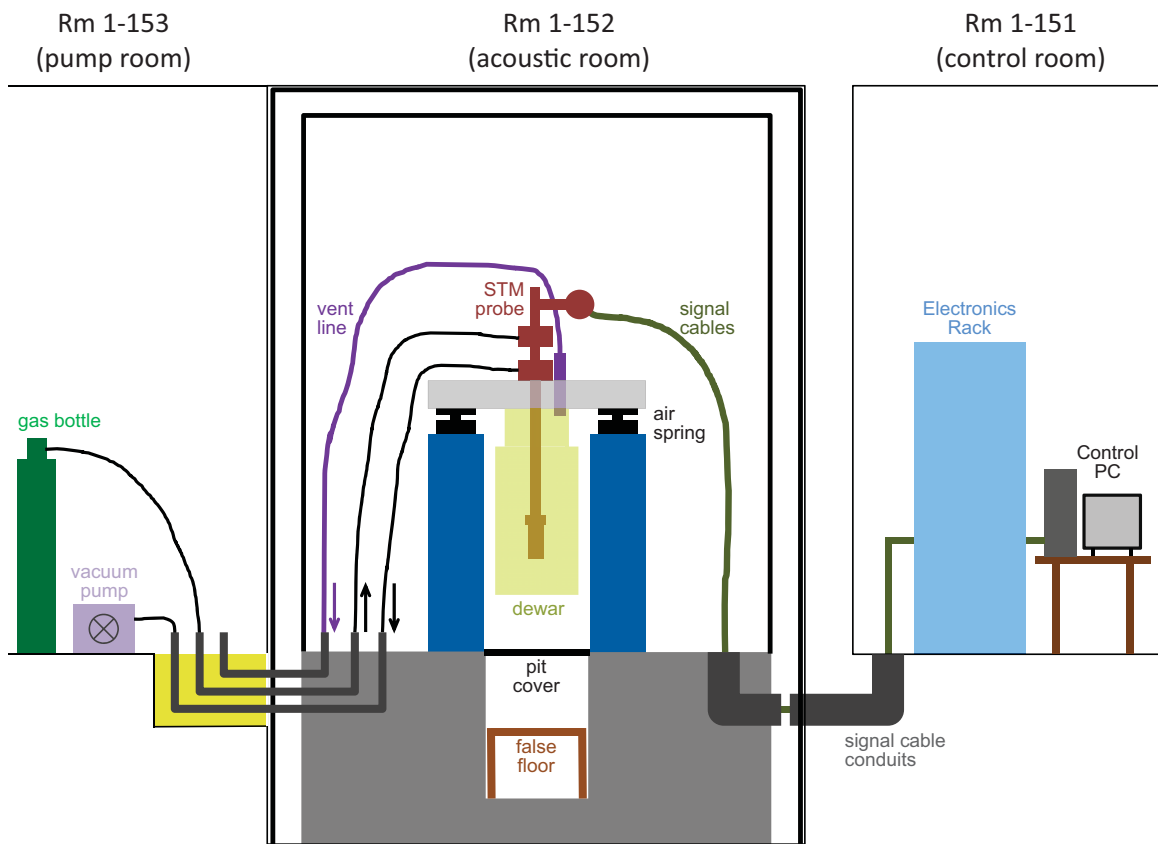 Rm 1-153
(pump room)
Rm 1-152
(acoustic room)
Rm 1-151
(control room)
vent
line
STM
probe
signal
cables
Electronics
Rack
gas bottle
air
spring
Control
PC
vacuum
pump
dewar
pit
cover
false
floor
signal cable
conduits